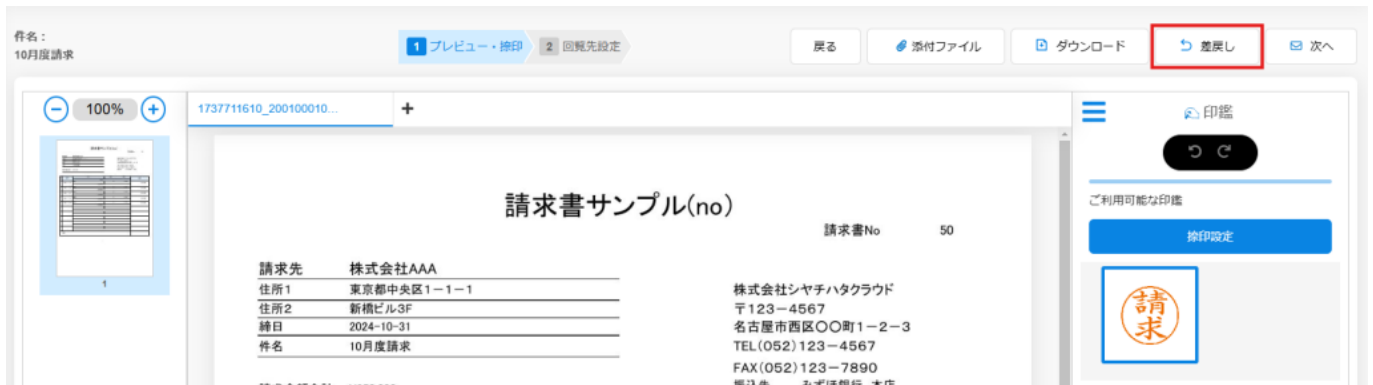 件名：
10月度請求
1 プレビュー・捺印
2 回覧先設定
戻る
添付ファイル
ダウンロード
差戻し
次へ
100%
1
1737711610_200100010...
+
請求書サンプル(no)
請求書No 50
請求先 株式会社AAA
住所1 東京都中央区1－1－1
住所2 新橋ビル3F
締日 2024-10-31
件名 10月度請求
株式会社シヤチハタクラウド
〒123－4567
名古屋市西区〇〇町1－2－3
TEL(052)123－4567
FAX(052)123－7890
印鑑
ご利用可能な印鑑
捺印設定
請求